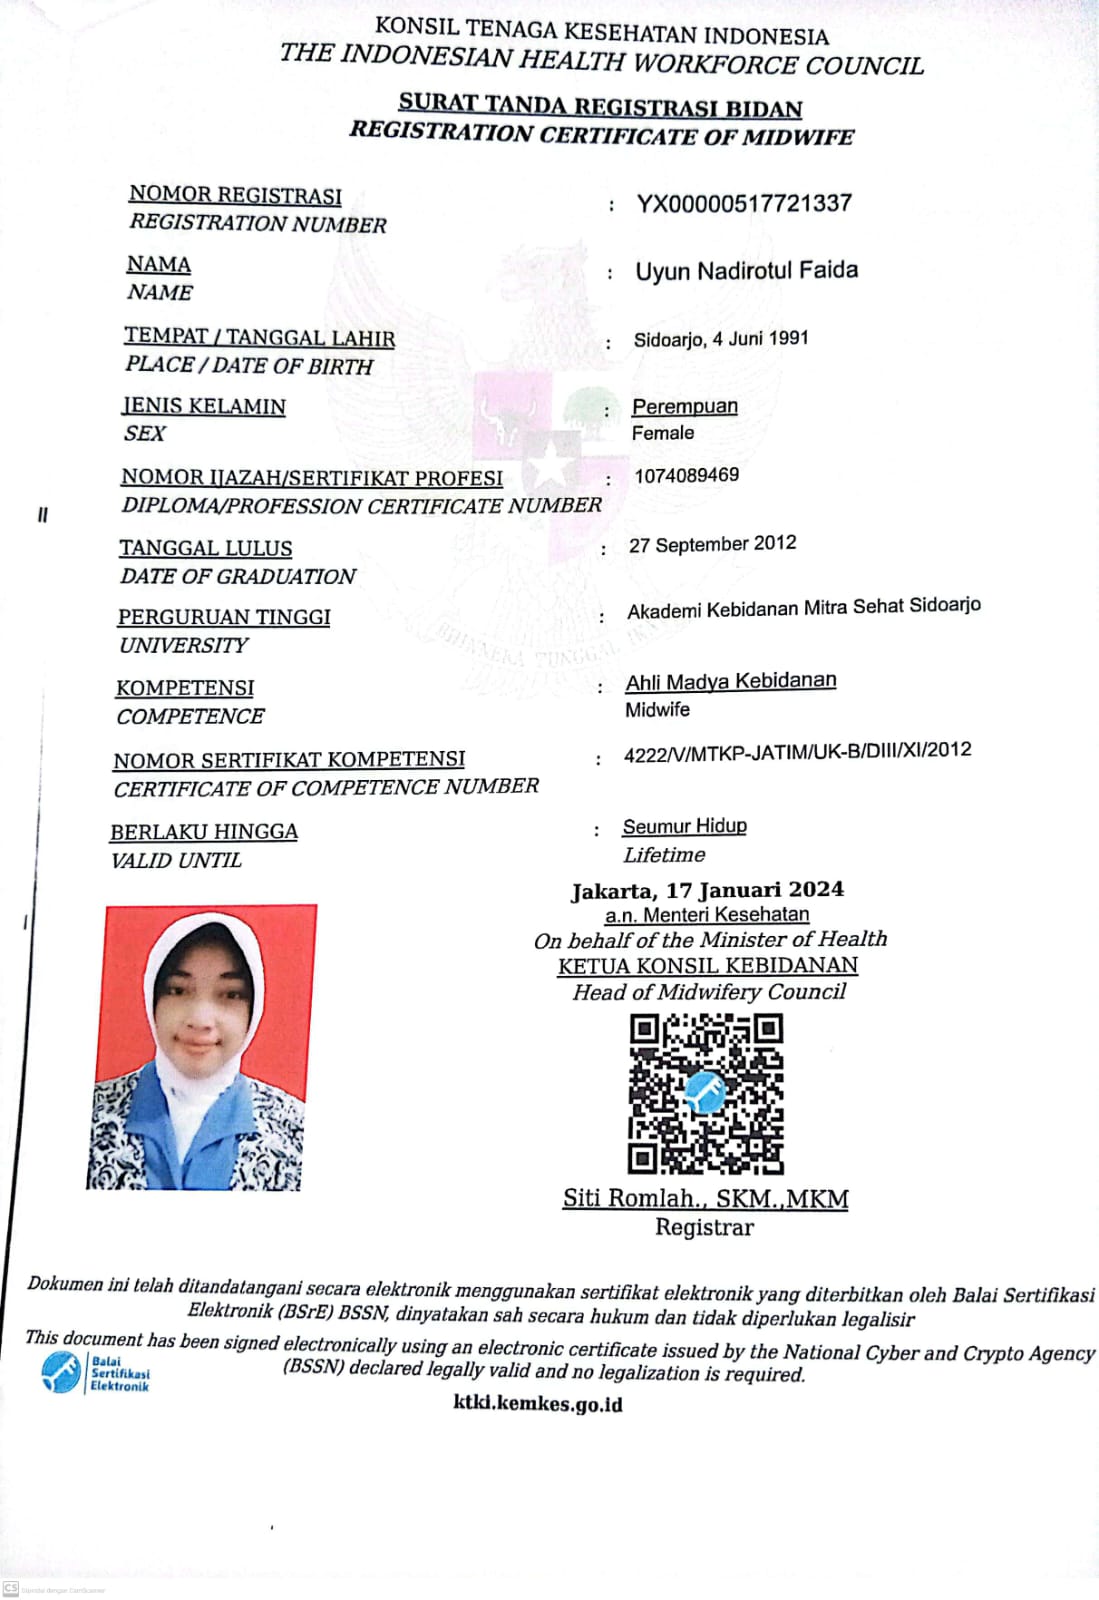 KONSIL TENAGA KESEHATAN INDONESIA
THE INDONESIAN HEALTH WORKFORCE COUNCIL
SURAT TANDA REGISTRASI BIDAN
REGISTRATION CERTIFICATE OF MIDWIFE
NOMOR REGISTRASI : YX00000517721337
REGISTRATION NUMBER
NAMA : Uyun Nadirotul Faida
NAME
TEMPAT / TANGGAL LAHIR : Sidoarjo, 4 Juni 1991
PLACE / DATE OF BIRTH
JENIS KELAMIN : Perempuan
SEX Female
NOMOR IJAZAH/SERTIFIKAT PROFESI : 1074089469
DIPLOMA/PROFESSION CERTIFICATE NUMBER
TANGGAL LULUS : 27 September 2012
DATE OF GRADUATION
PERGURUAN TINGGI : Akademi Kebidanan Mitra Sehat Sidoarjo
UNIVERSITY
BHINNEKA TUNGGAL IKA
KOMPETENSI : Ahli Madya Kebidanan
COMPETENCE Midwife
NOMOR SERTIFIKAT KOMPETENSI : 4222/V/MTKP-JATIM/UK-B/DIII/XI/2012
CERTIFICATE OF COMPETENCE NUMBER
BERLAKU HINGGA : Seumur Hidup
VALID UNTIL Lifetime
Jakarta, 17 Januari 2024
a.n. Menteri Kesehatan
On behalf of the Minister of Health
KETUA KONSIL KEBIDANAN
Head of Midwifery Council
Siti Romlah., SKM.,MKM
Registrar
Dokumen ini telah ditandatangani secara elektronik menggunakan sertifikat elektronik yang diterbitkan oleh Balai Sertifikasi
Elektronik (BSrE) BSSN, dinyatakan sah secara hukum dan tidak diperlukan legalisir
This document has been signed electronically using an electronic certificate issued by the National Cyber and Crypto Agency
(BSSN) declared legally valid and no legalization is required.
Balai
Sertifikasi
Elektronik
ktki.kemkes.go.id
CS Dipindai dengan CamScanner